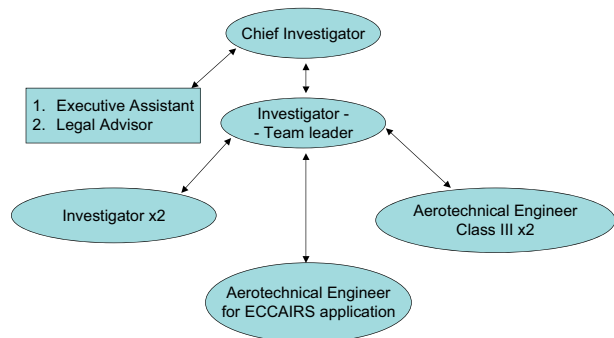 Chief Investigator
1. Executive Assistant
2. Legal Advisor
Investigator -
- Team leader
Investigator x2
Aerotechnical Engineer
Class III x2
Aerotechnical Engineer
for ECCAIRS application